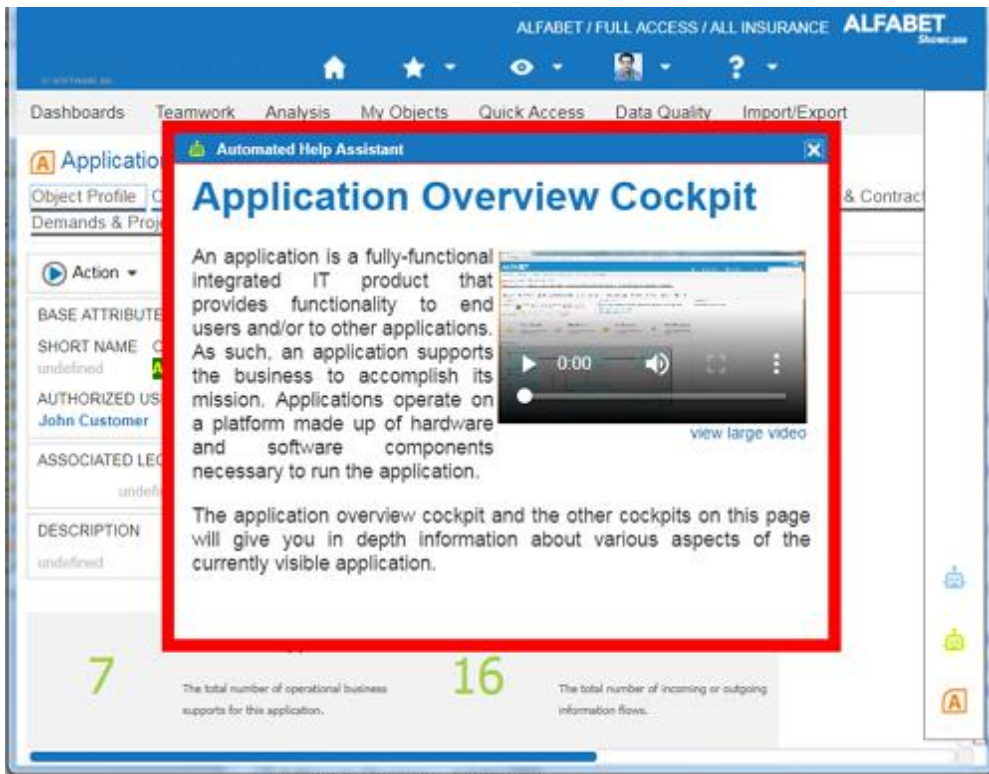 ALFABET / FULL ACCESS / ALL INSURANCE ALFABET
Showcase
Dashboards Teamwork Analysis My Objects Quick Access Data Quality Import/Export
Automated Help Assistant
Applicatio
Application Overview Cockpit
Object Profile
& Contract
Demands & Proj
An application is a fully-functional
integrated IT product that
provides functionality to end
users and/or to other applications.
As such, an application supports
the business to accomplish its
mission. Applications operate on
a platform made up of hardware
and software components
necessary to run the application.
0:00
view large video
The application overview cockpit and the other cockpits on this page
will give you in depth information about various aspects of the
currently visible application.
Action
BASE ATTRIBUTE
SHORT NAME
undefined
AUTHORIZED US
John Customer
ASSOCIATED LEG
undefi
DESCRIPTION
undefined
7
The total number of operational business
supports for this application.
16
The total number of incoming or outgoing
information flows.